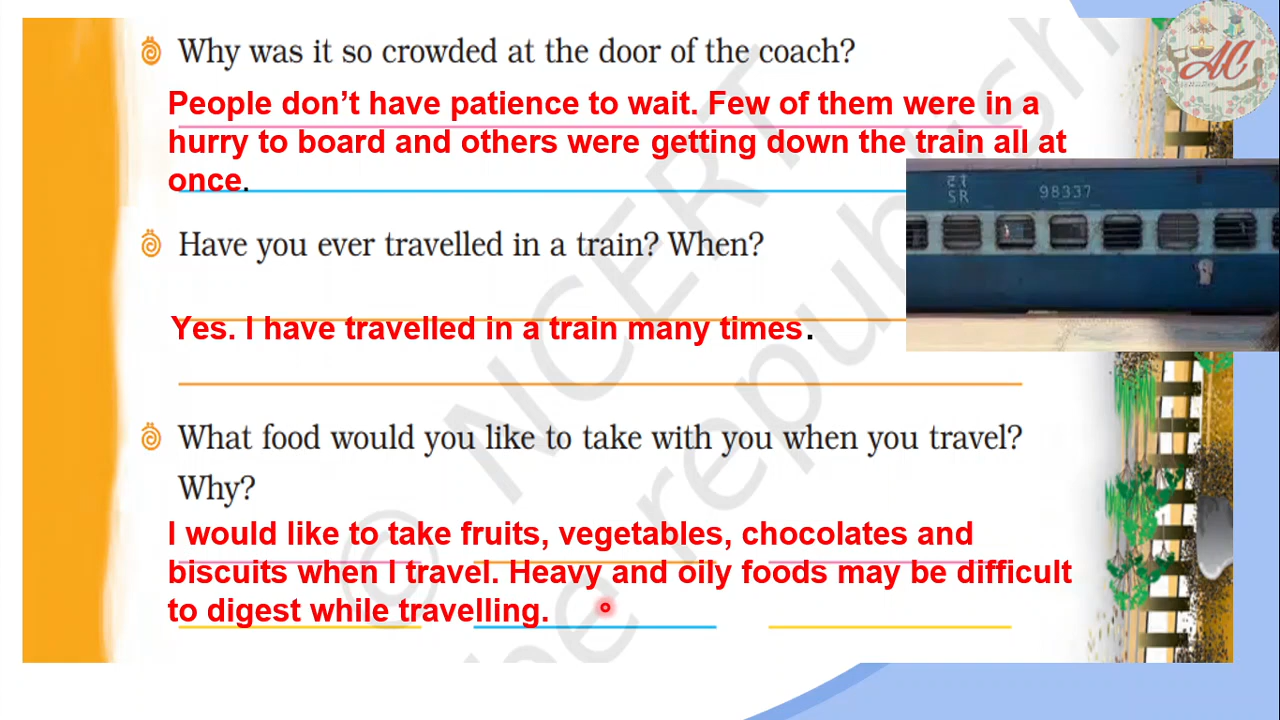 Why was it so crowded at the door of the coach?
People don't have patience to wait. Few of them were in a
hurry to board and others were getting down the train all at
once.
SR
98337
Have you ever travelled in a train? When?
Yes. I have travelled in a train many times.
What food would you like to take with you when you travel?
Why?
I would like to take fruits, vegetables, chocolates and
biscuits when I travel. Heavy and oily foods may be difficult
to digest while travelling.
© NCERT
be republish
AC